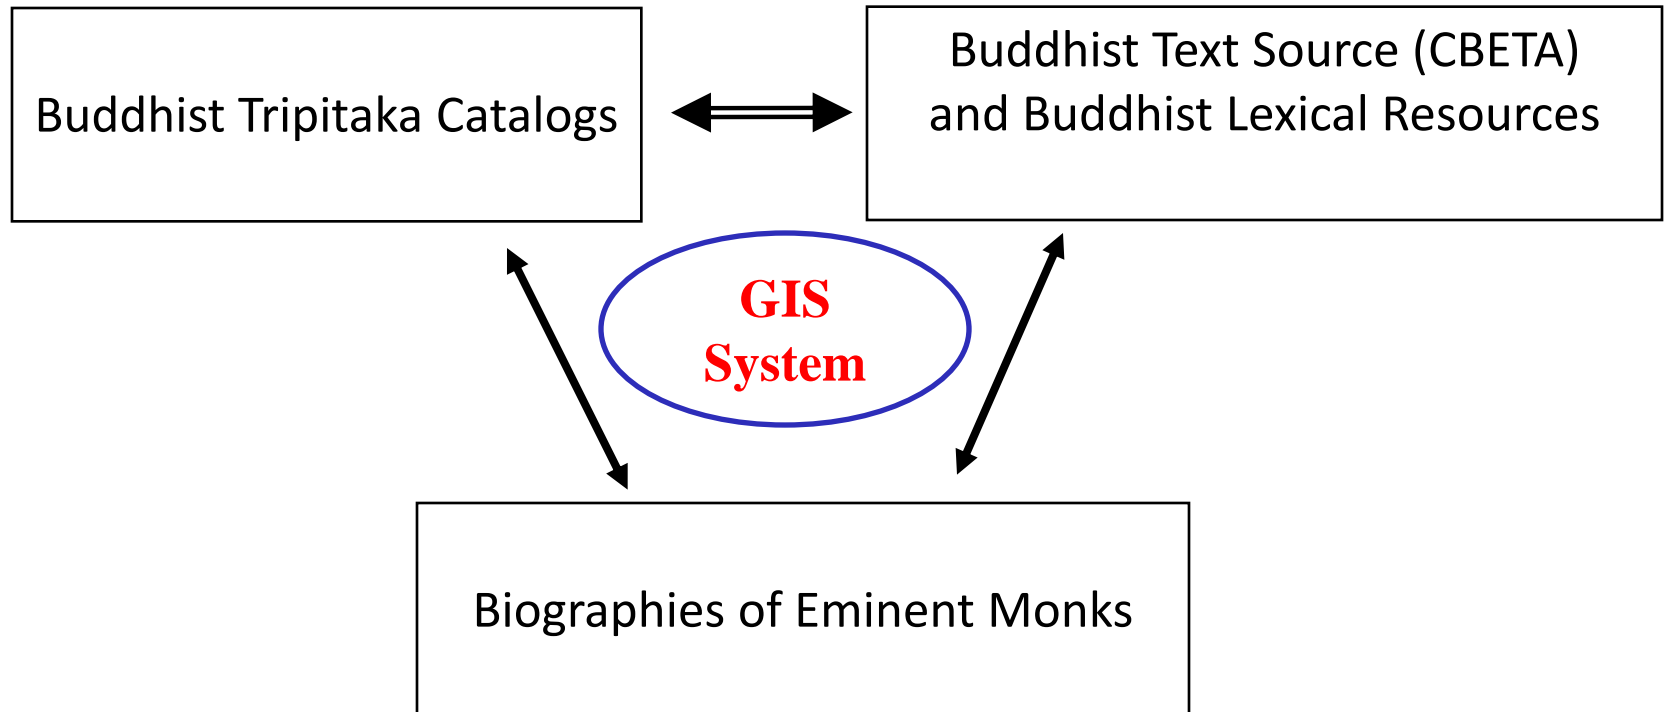 Buddhist Tripitaka Catalogs
Buddhist Text Source (CBETA)
and Buddhist Lexical Resources
GIS
System
Biographies of Eminent Monks